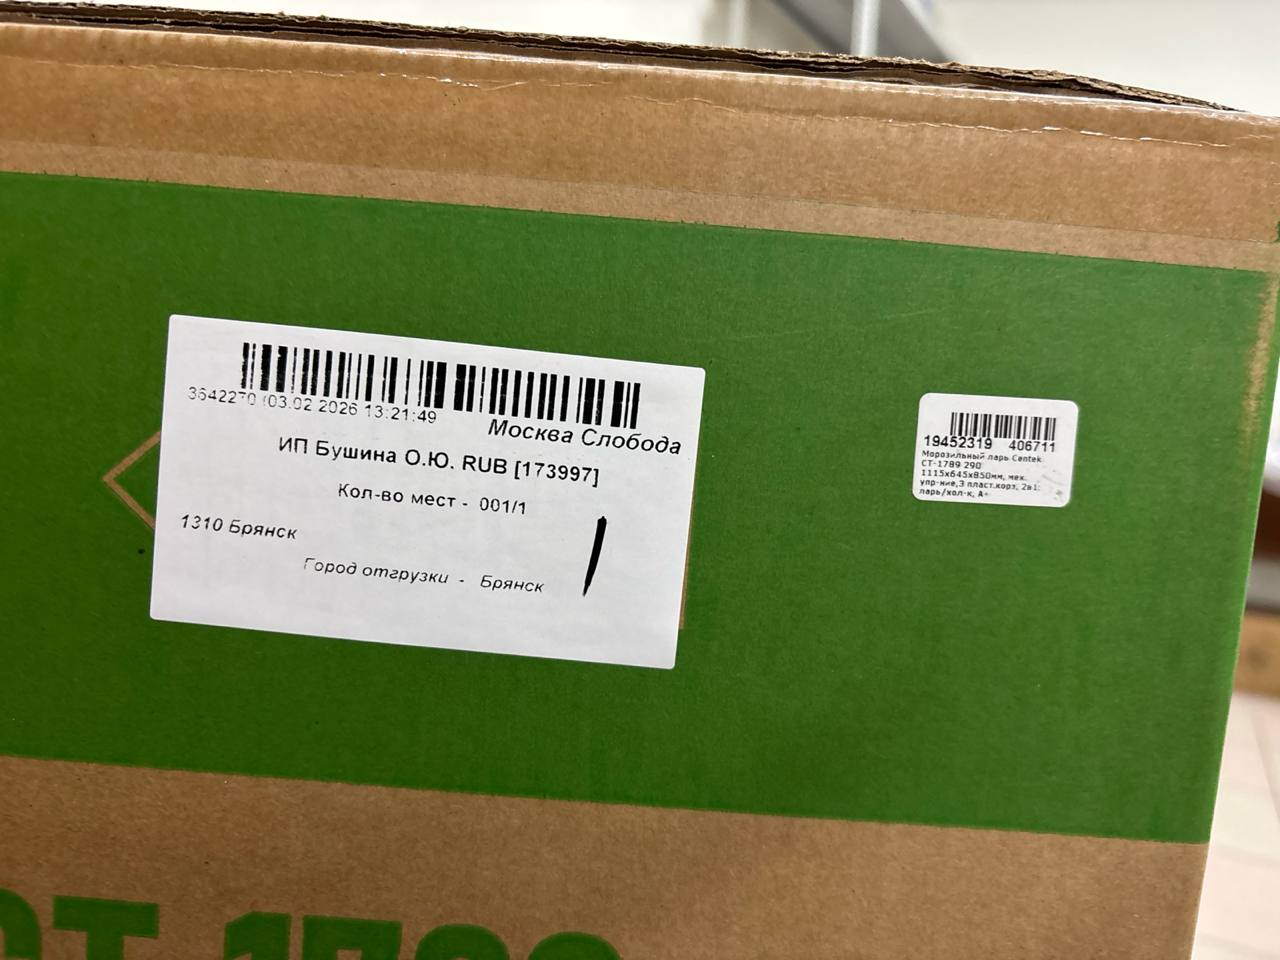 3642270 (03.02 2026 13:21:49
Москва Слобода
ИП Бушина О.Ю. RUB [173997]
Кол-во мест - 001/1
1310 Брянск
Город отгрузки - Брянск
19452319 406711
Морозильный ларь Centek
CT-1789 290
1115x645x850мм, мех.
упр-ние,3 пласт.корз, 2в1:
ларь/хол-к, A+
CT-1789